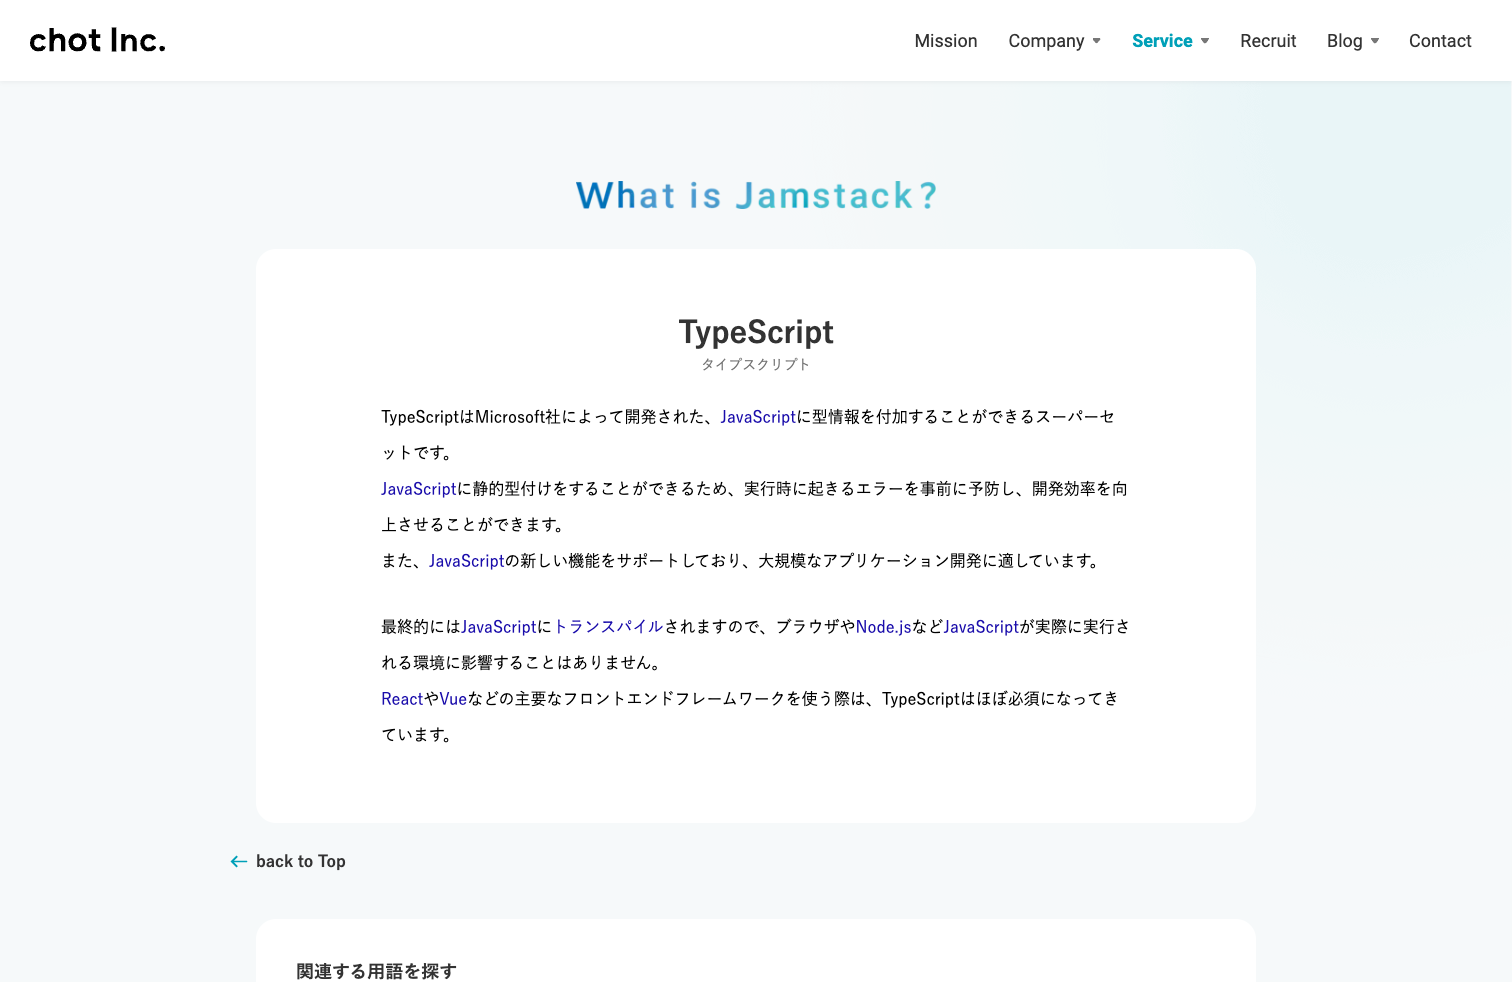 chot Inc.
Mission Company Service Recruit Blog Contact
What is Jamstack?
TypeScript
タイプスクリプト
TypeScriptはMicrosoft社によって開発された、JavaScriptに型情報を付加することができるスーパーセ
ットです。
JavaScriptに静的型付けをすることができるため、実行時に起きるエラーを事前に予防し、開発効率を向
上させることができます。
また、JavaScriptの新しい機能をサポートしており、大規模なアプリケーション開発に適しています。
最終的にはJavaScriptにトランスパイルされますので、ブラウザやNode.jsなどJavaScriptが実際に実行さ
れる環境に影響することはありません。
ReactやVueなどの主要なフロントエンドフレームワークを使う際は、TypeScriptはほぼ必須になってき
ています。
back to Top
関連する用語を探す